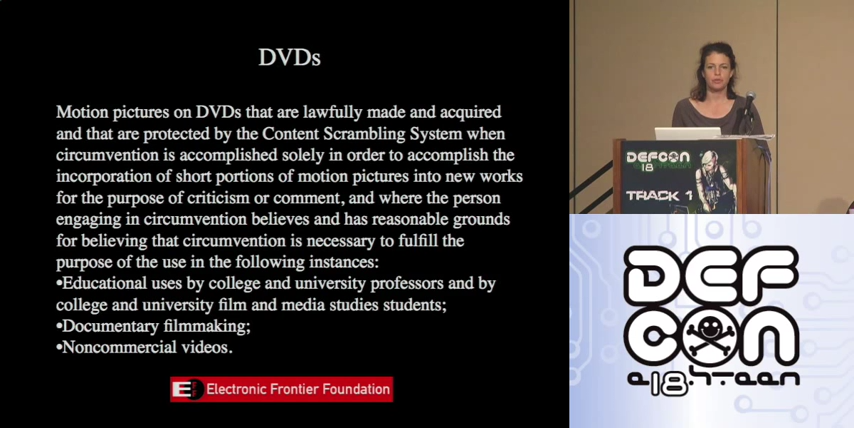 DVDs
Motion pictures on DVDs that are lawfully made and acquired
and that are protected by the Content Scrambling System when
circumvention is accomplished solely in order to accomplish the
incorporation of short portions of motion pictures into new works
for the purpose of criticism or comment, and where the person
engaging in circumvention believes and has reasonable grounds
for believing that circumvention is necessary to fulfill the
purpose of the use in the following instances:
•Educational uses by college and university professors and by
college and university film and media studies students;
•Documentary filmmaking;
•Noncommercial videos.
Electronic Frontier Foundation
DEFCON
18
TRACK 1
DEF
CON
e18h-teen